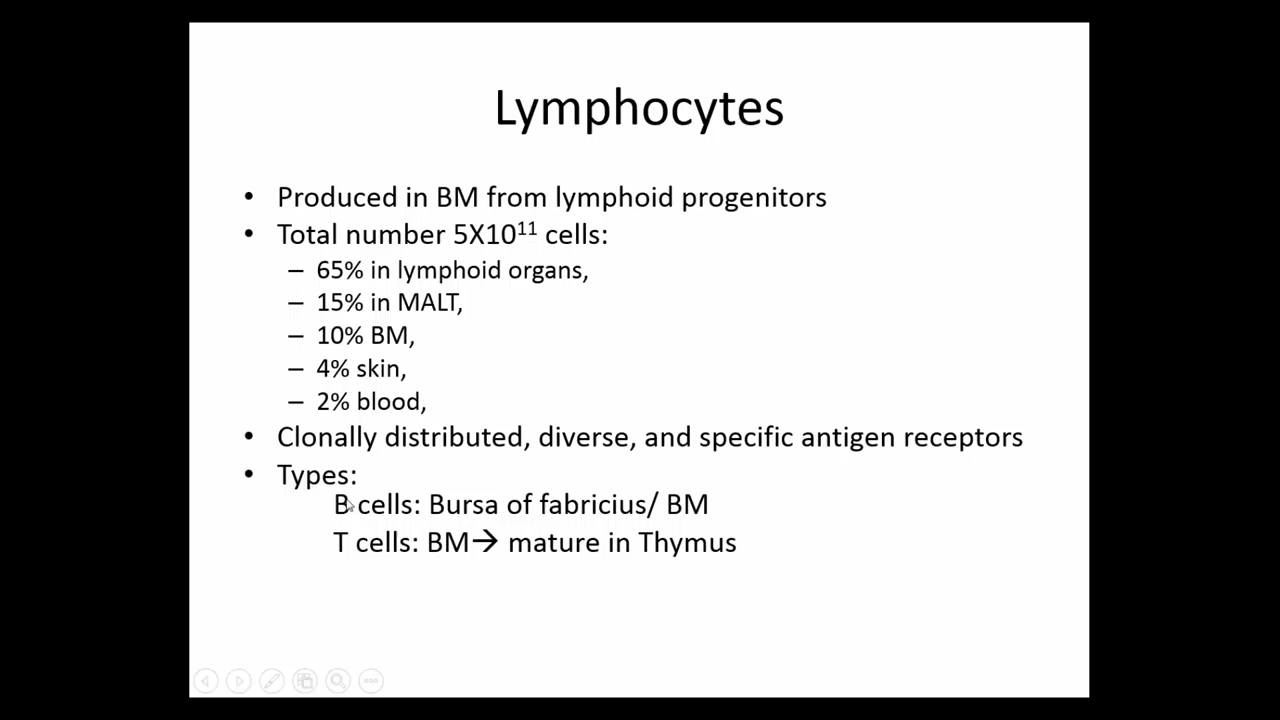 Lymphocytes
• Produced in BM from lymphoid progenitors
• Total number 5X10¹¹ cells:
– 65% in lymphoid organs,
– 15% in MALT,
– 10% BM,
– 4% skin,
– 2% blood,
• Clonally distributed, diverse, and specific antigen receptors
• Types:
B cells: Bursa of fabricius/ BM
T cells: BM→ mature in Thymus